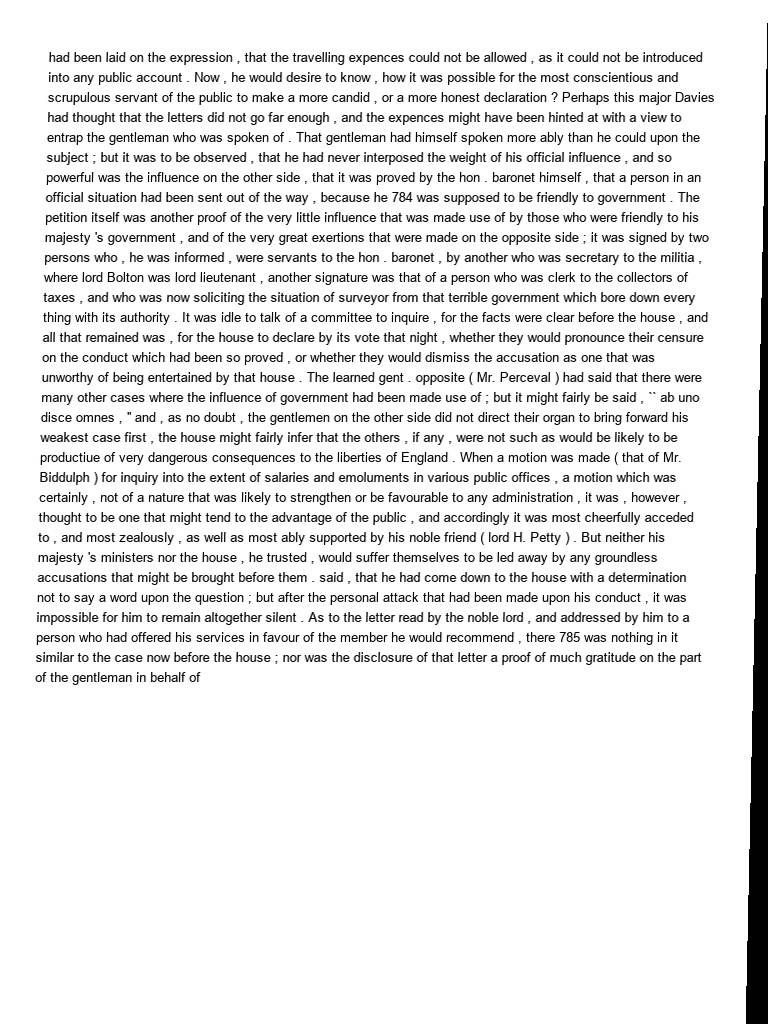 had been laid on the expression , that the travelling expences could not be allowed , as it could not be introduced
into any public account . Now , he would desire to know , how it was possible for the most conscientious and
scrupulous servant of the public to make a more candid , or a more honest declaration ? Perhaps this major Davies
had thought that the letters did not go far enough , and the expences might have been hinted at with a view to
entrap the gentleman who was spoken of . That gentleman had himself spoken more ably than he could upon the
subject ; but it was to be observed , that he had never interposed the weight of his official influence , and so
powerful was the influence on the other side , that it was proved by the hon . baronet himself , that a person in an
official situation had been sent out of the way , because he 784 was supposed to be friendly to government . The
petition itself was another proof of the very little influence that was made use of by those who were friendly to his
majesty 's government , and of the very great exertions that were made on the opposite side ; it was signed by two
persons who , he was informed , were servants to the hon . baronet , by another who was secretary to the militia ,
where lord Bolton was lord lieutenant , another signature was that of a person who was clerk to the collectors of
taxes , and who was now soliciting the situation of surveyor from that terrible government which bore down every
thing with its authority . It was idle to talk of a committee to inquire , for the facts were clear before the house , and
all that remained was , for the house to declare by its vote that night , whether they would pronounce their censure
on the conduct which had been so proved , or whether they would dismiss the accusation as one that was
unworthy of being entertained by that house . The learned gent . opposite ( Mr. Perceval ) had said that there were
many other cases where the influence of government had been made use of ; but it might fairly be said , `` ab uno
disce omnes , '' and , as no doubt , the gentlemen on the other side did not direct their organ to bring forward his
weakest case first , the house might fairly infer that the others , if any , were not such as would be likely to be
productiue of very dangerous consequences to the liberties of England . When a motion was made ( that of Mr.
Biddulph ) for inquiry into the extent of salaries and emoluments in various public offices , a motion which was
certainly , not of a nature that was likely to strengthen or be favourable to any administration , it was , however ,
thought to be one that might tend to the advantage of the public , and accordingly it was most cheerfully acceded
to , and most zealously , as well as most ably supported by his noble friend ( lord H. Petty ) . But neither his
majesty 's ministers nor the house , he trusted , would suffer themselves to be led away by any groundless
accusations that might be brought before them . said , that he had come down to the house with a determination
not to say a word upon the question ; but after the personal attack that had been made upon his conduct , it was
impossible for him to remain altogether silent . As to the letter read by the noble lord , and addressed by him to a
person who had offered his services in favour of the member he would recommend , there 785 was nothing in it
similar to the case now before the house ; nor was the disclosure of that letter a proof of much gratitude on the part
of the gentleman in behalf of